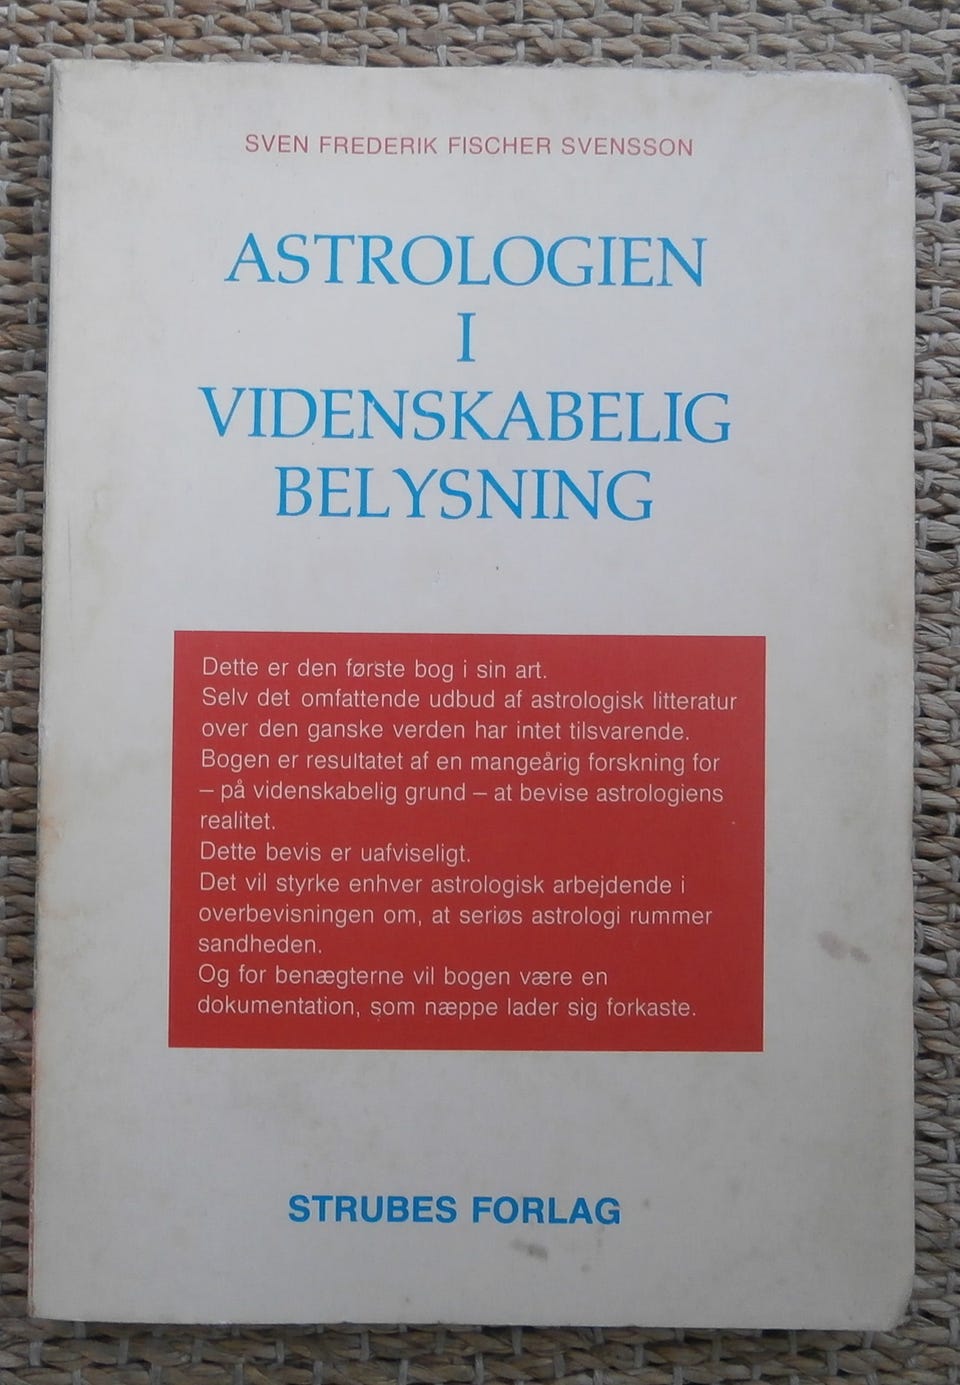 SVEN FREDERIK FISCHER SVENSSON
ASTROLOGIEN
I
VIDENSKABELIG
BELYSNING
Dette er den første bog i sin art.
Selv det omfattende udbud af astrologisk litteratur
over den ganske verden har intet tilsvarende.
Bogen er resultatet af en mangeårig forskning for
– på videnskabelig grund – at bevise astrologiens
realitet.
Dette bevis er uafviseligt.
Det vil styrke enhver astrologisk arbejdende i
overbevisningen om, at seriøs astrologi rummer
sandheden.
Og for benægterne vil bogen være en
dokumentation, som næppe lader sig forkaste.
STRUBES FORLAG